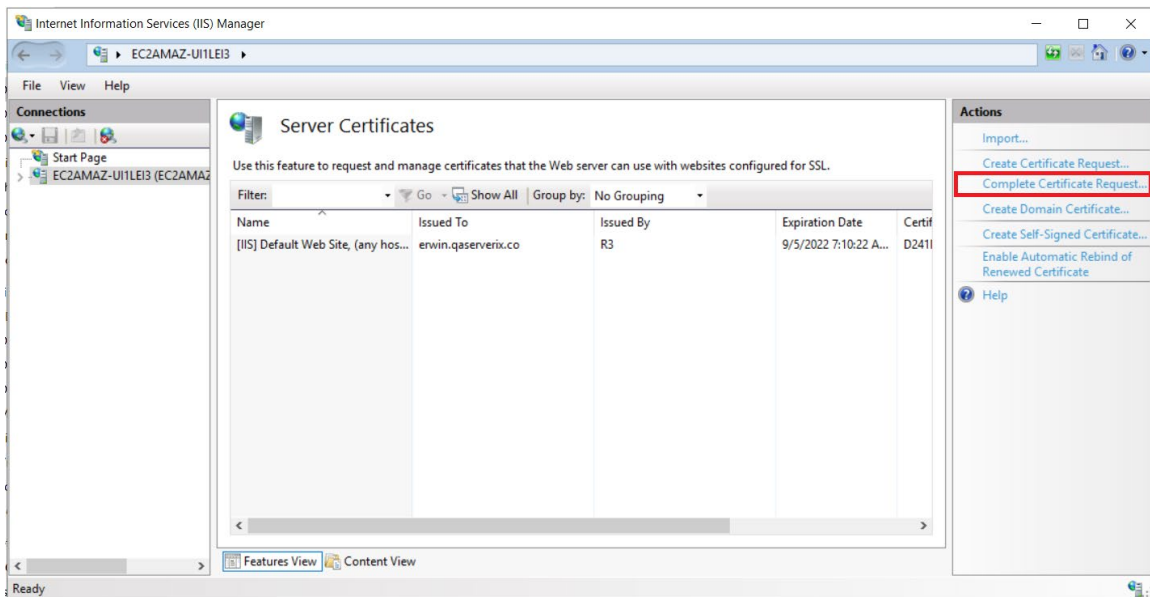 Internet Information Services (IIS) Manager
EC2AMAZ-UI1LEI3
File View Help
Connections
Start Page
EC2AMAZ-UI1LEI3 (EC2AMAZ
Server Certificates
Use this feature to request and manage certificates that the Web server can use with websites configured for SSL.
Filter: Go Show All Group by: No Grouping
Name Issued To Issued By Expiration Date Certif
[IIS] Default Web Site, (any hos... erwin.qaserverix.co R3 9/5/2022 7:10:22 A... D241
Features View Content View
Actions
Import...
Create Certificate Request...
Complete Certificate Request...
Create Domain Certificate...
Create Self-Signed Certificate...
Enable Automatic Rebind of
Renewed Certificate
Help
Ready